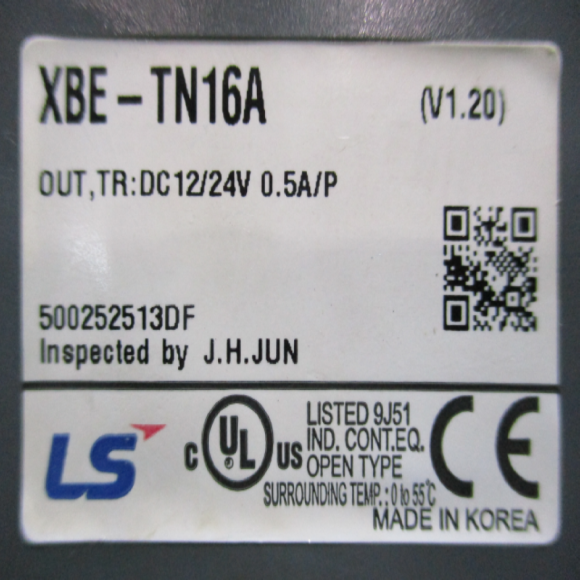 XBE-TN16A (V1.20)
OUT,TR:DC12/24V 0.5A/P
500252513DF
Inspected by J.H.JUN
LS
C UL US
LISTED 9J51
IND. CONT.EQ.
OPEN TYPE
SURROUNDING TEMP.: 0 to 55°C
CE
MADE IN KOREA